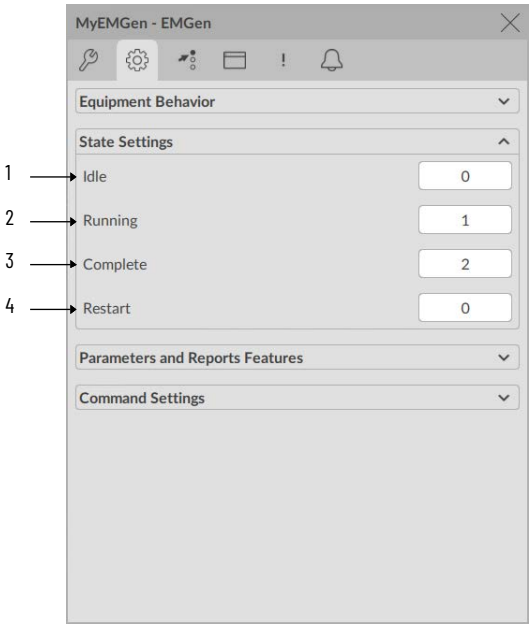 MyEMGen - EMGen
!
Equipment Behavior
State Settings
1 Idle 0
2 Running 1
3 Complete 2
4 Restart 0
Parameters and Reports Features
Command Settings